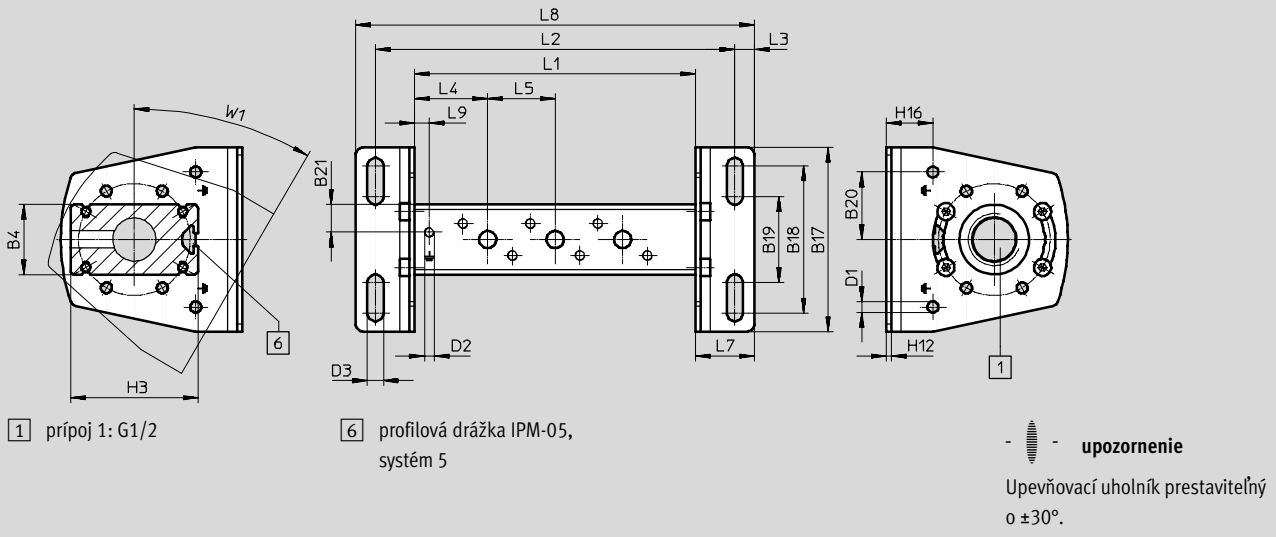 L8
L2
L3
L1
L4
L5
L9
W1
B21
B4
H3
6
D3
D2
L7
B19
B18
B17
H16
B20
D1
H12
1
1 prípoj 1: G1/2
6 profilová drážka IPM-05,
systém 5
upozornenie
Upevňovací uholník prestaviteľný
o ±30°.